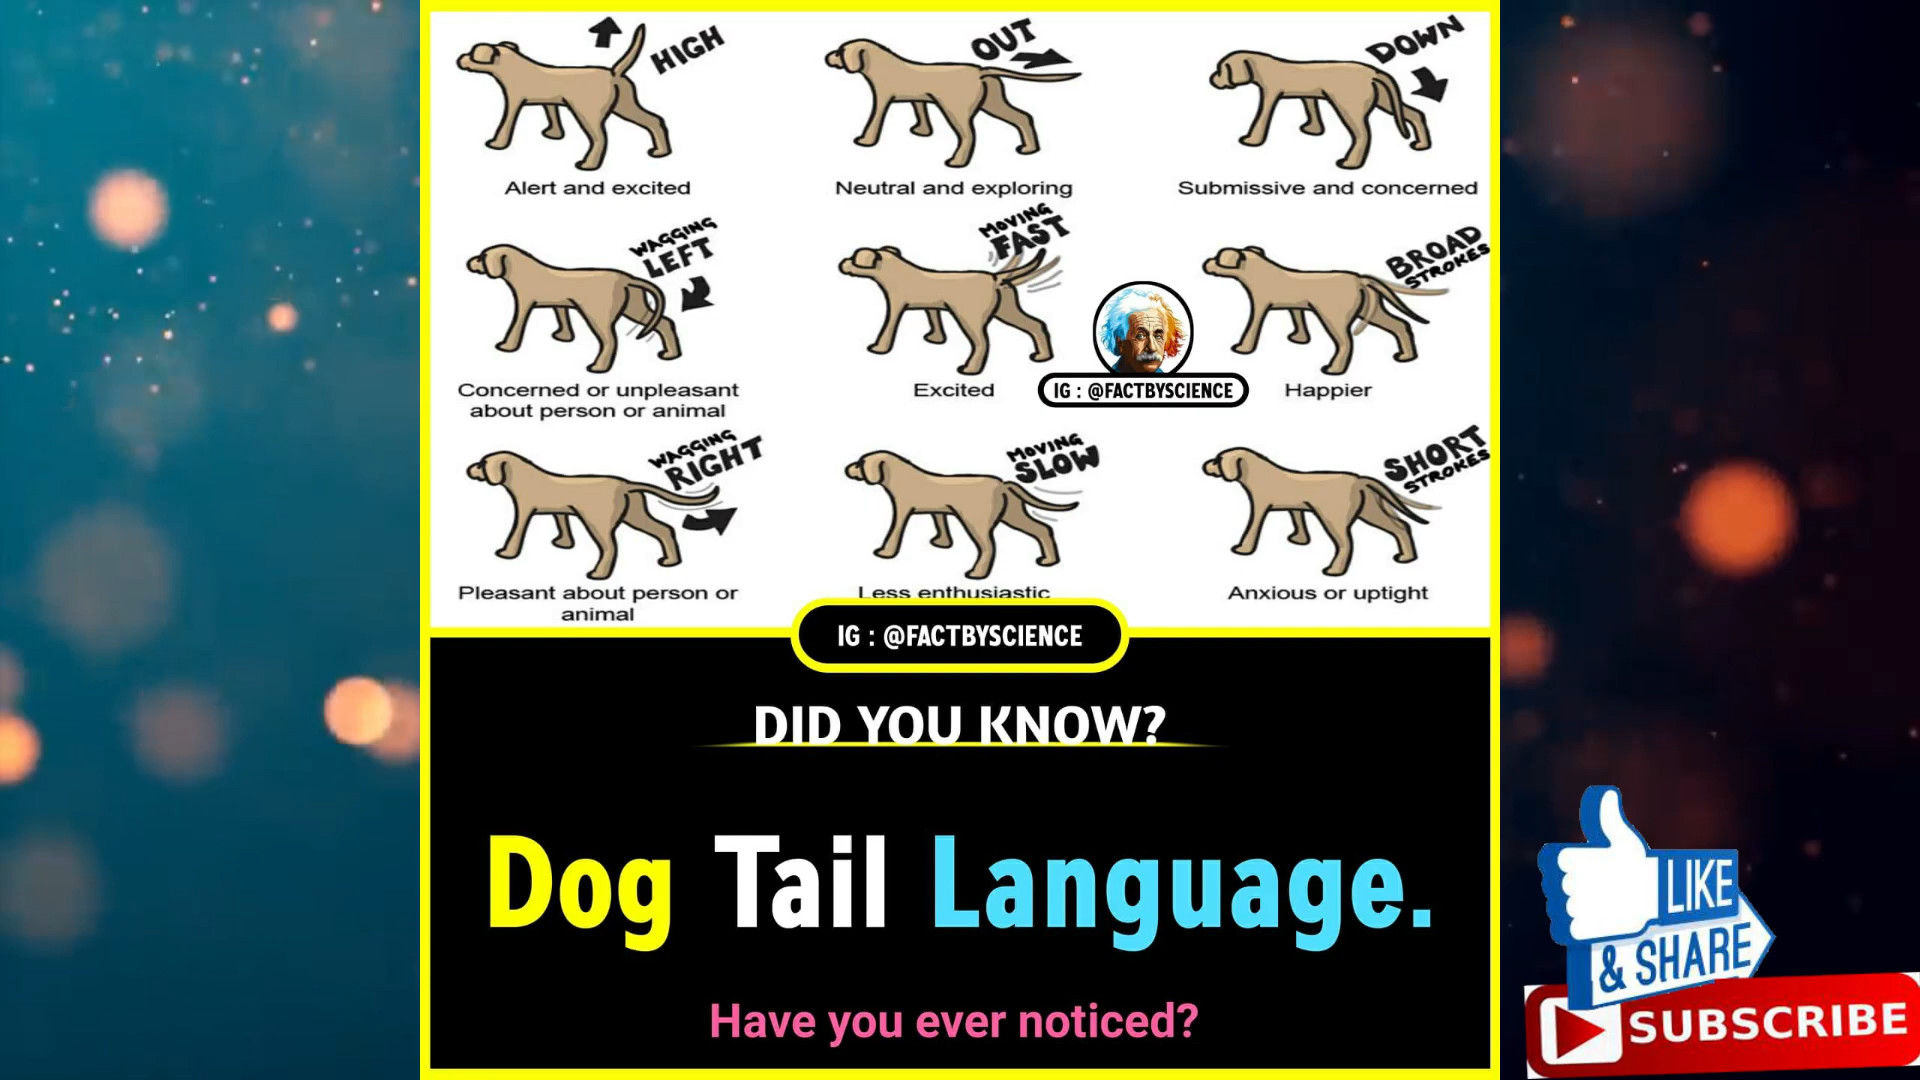 HIGH
Alert and excited
OUT
Neutral and exploring
DOWN
Submissive and concerned
WAGGING
LEFT
Concerned or unpleasant
about person or animal
MOVING
FAST
Excited
BROAD
STROKES
Happier
IG : @FACTBYSCIENCE
WAGGING
RIGHT
Pleasant about person or
animal
MOVING
SLOW
Less enthusiastic
SHORT
STROKES
Anxious or uptight
IG : @FACTBYSCIENCE
DID YOU KNOW?
Dog Tail Language.
Have you ever noticed?
LIKE
& SHARE
SUBSCRIBE